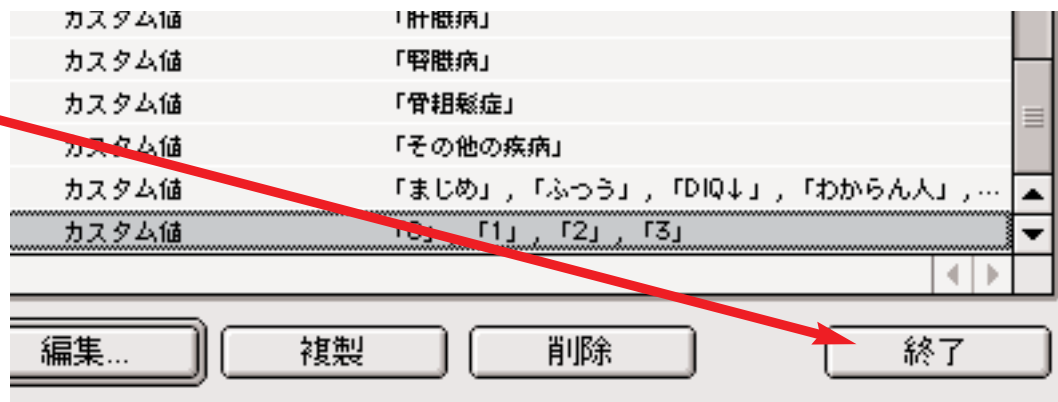 カスタム値 「肝臓病」
カスタム値 「腎臓病」
カスタム値 「骨粗鬆症」
カスタム値 「その他の疾病」
カスタム値 「まじめ」, 「ふつう」, 「DIQ↓」, 「わからん人」, …
カスタム値 「0」, 「1」, 「2」, 「3」
編集... 複製 削除 終了